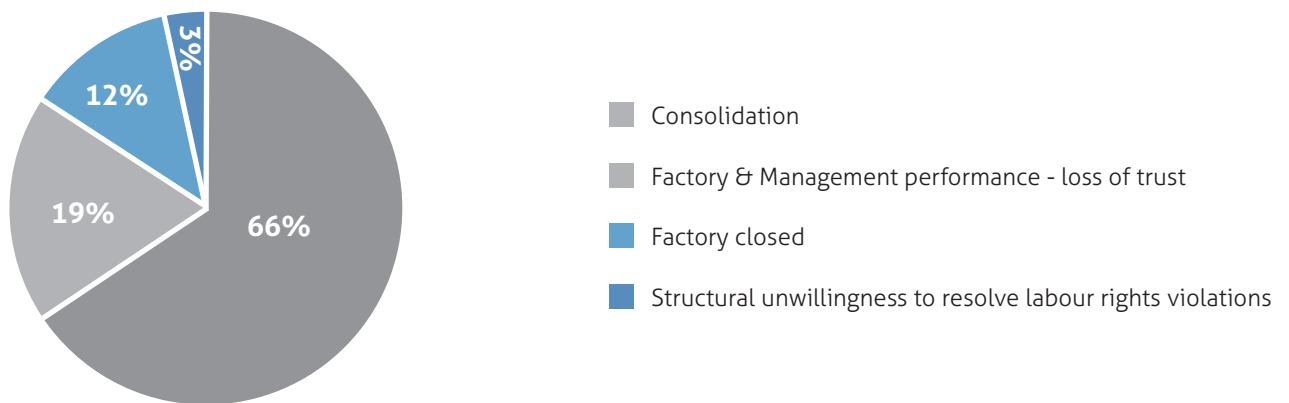 3%
12%
19%
66%
Consolidation
Factory & Management performance - loss of trust
Factory closed
Structural unwillingness to resolve labour rights violations